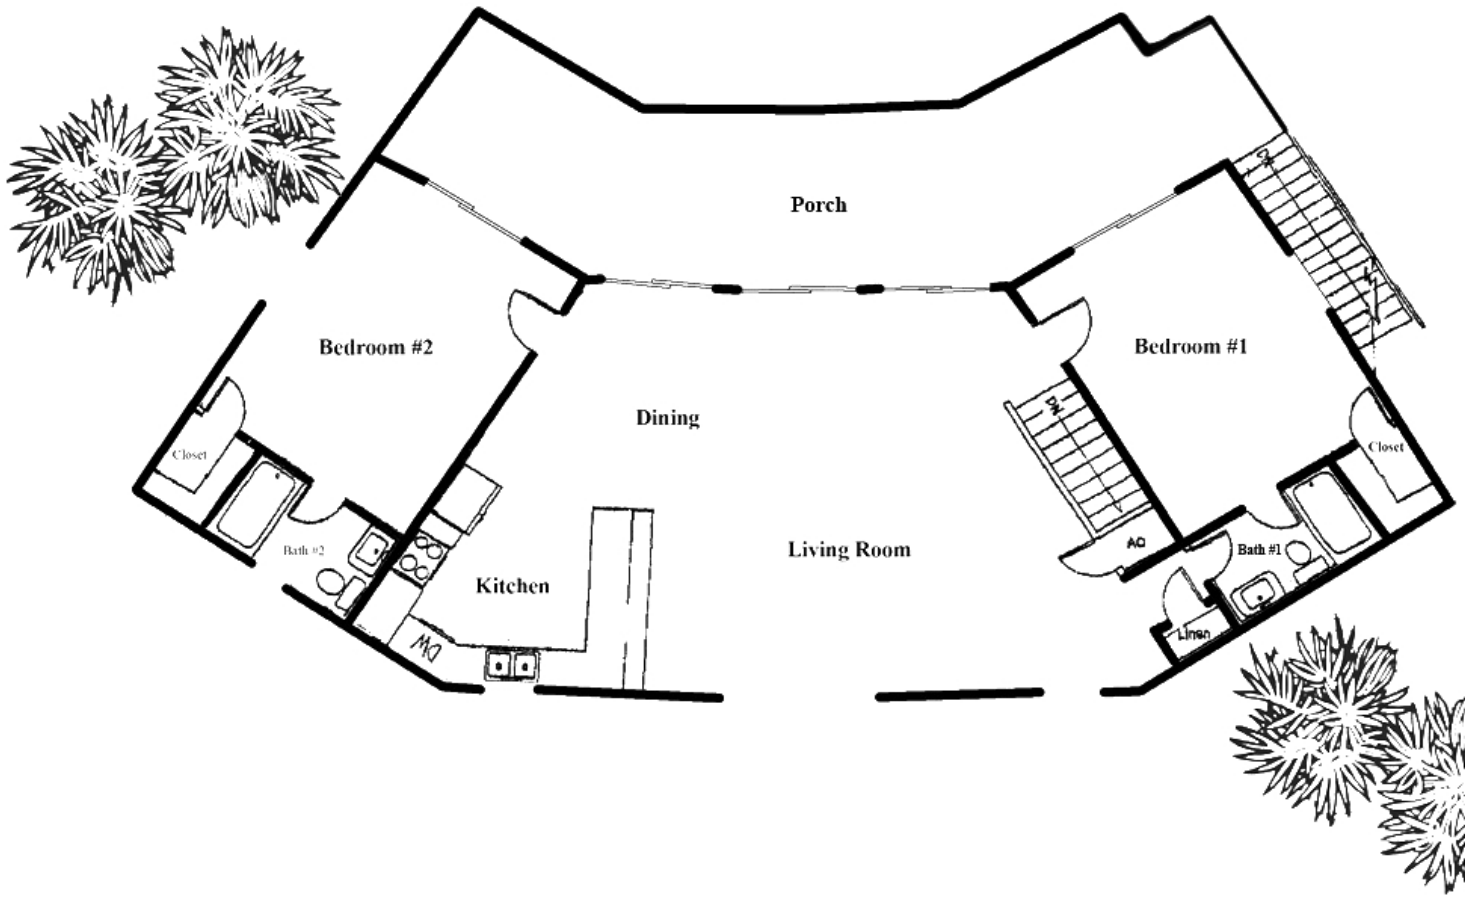 DN
Porch
Bedroom #2
Bedroom #1
Dining
DN
Closet
Closet
Bath #2
Living Room
AC
Bath #1
Kitchen
Linen
DW